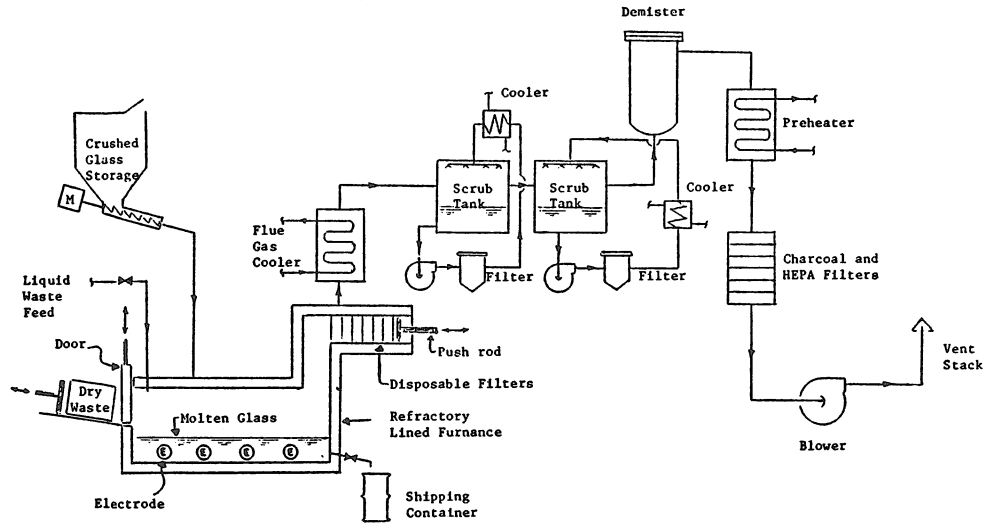 Demister
Cooler
Crushed
Glass
Storage
Preheater
M
Scrub
Tank
Scrub
Tank
Cooler
Flue
Gas
Cooler
Filter
Filter
Charcoal and
HEPA Filters
Liquid
Waste
Feed
Push rod
Vent
Stack
Door
Disposable Filters
Dry
Waste
Molten Glass
Refractory
Lined Furnance
Blower
E E E E
Electrode
Shipping
Container